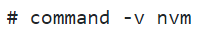 # command -v nvm